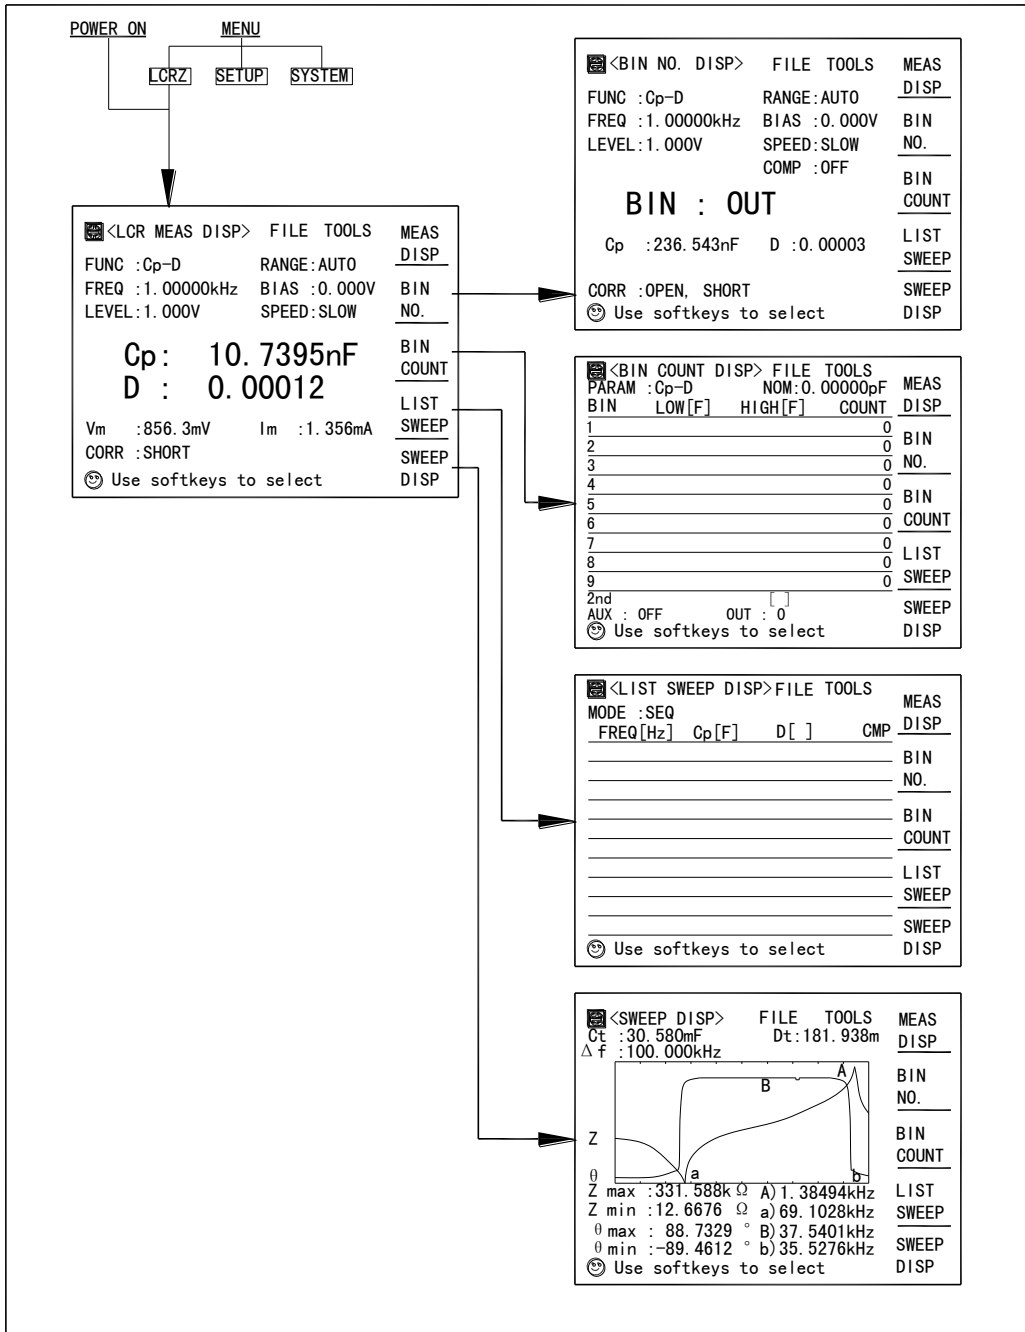 POWER ON MENU
LCRZ SETUP SYSTEM
<LCR MEAS DISP> FILE TOOLS
FUNC :Cp-D RANGE:AUTO
FREQ :1.00000kHz BIAS :0.000V
LEVEL:1.000V SPEED:SLOW
Cp: 10.7395nF
D : 0.00012
Vm :856.3mV Im :1.356mA
CORR :SHORT
Use softkeys to select
MEAS
DISP
BIN
NO.
BIN
COUNT
LIST
SWEEP
SWEEP
DISP
<BIN NO. DISP> FILE TOOLS
FUNC :Cp-D RANGE:AUTO
FREQ :1.00000kHz BIAS :0.000V
LEVEL:1.000V SPEED:SLOW
COMP :OFF
BIN : OUT
Cp :236.543nF D :0.00003
CORR :OPEN, SHORT
Use softkeys to select
MEAS
DISP
BIN
NO.
BIN
COUNT
LIST
SWEEP
SWEEP
DISP
<BIN COUNT DISP> FILE TOOLS
PARAM :Cp-D NOM:0.00000pF
BIN LOW[F] HIGH[F] COUNT
1 0
2 0
3 0
4 0
5 0
6 0
7 0
8 0
9 0
2nd [ ]
AUX : OFF OUT : 0
Use softkeys to select
MEAS
DISP
BIN
NO.
BIN
COUNT
LIST
SWEEP
SWEEP
DISP
<LIST SWEEP DISP>FILE TOOLS
MODE :SEQ
FREQ[Hz] Cp[F] D[ ] CMP
Use softkeys to select
MEAS
DISP
BIN
NO.
BIN
COUNT
LIST
SWEEP
SWEEP
DISP
<SWEEP DISP> FILE TOOLS
Ct :30.580mF Dt:181.938m
Δf :100.000kHz
A
B
Z
a
b
θ
Z max :331.588kΩ A)1.38494kHz
Z min :12.6676 Ω a)69.1028kHz
θmax : 88.7329 ° B)37.5401kHz
θmin :-89.4612 ° b)35.5276kHz
Use softkeys to select
MEAS
DISP
BIN
NO.
BIN
COUNT
LIST
SWEEP
SWEEP
DISP